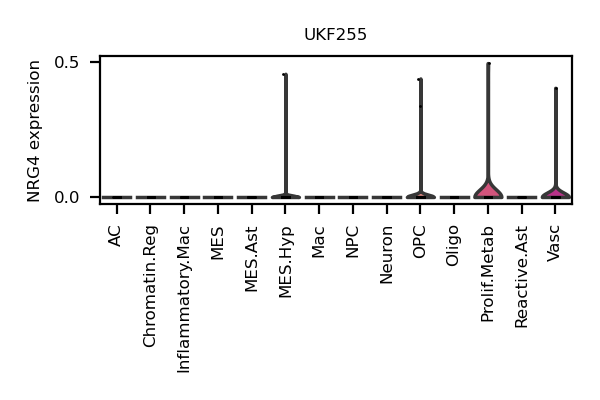 UKF255
NRG4 expression
0.5
0.0
AC
Chromatin.Reg
Inflammatory.Mac
MES
MES.Ast
MES.Hyp
Mac
NPC
Neuron
OPC
Oligo
Prolif.Metab
Reactive.Ast
Vasc